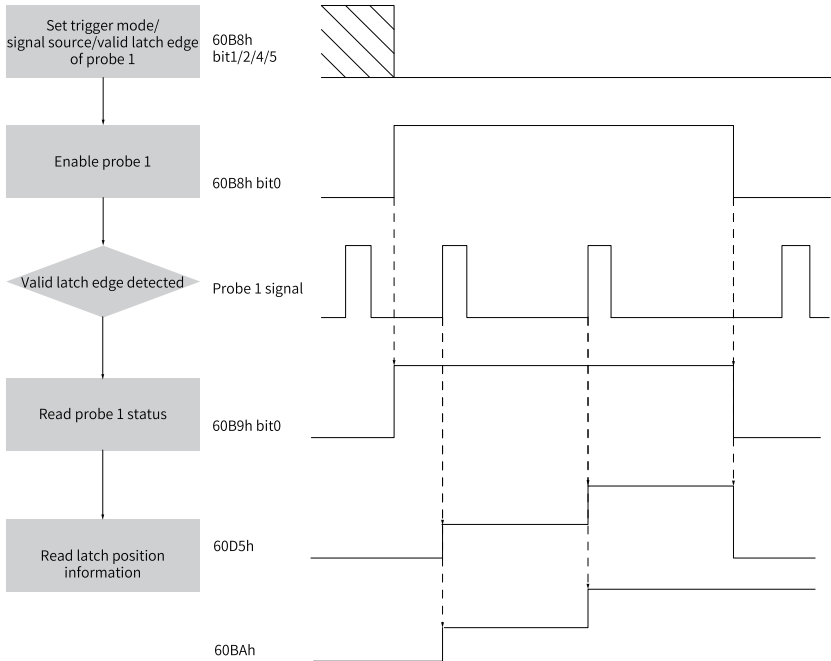 Set trigger mode/
signal source/valid latch edge
of probe 1
60B8h
bit1/2/4/5
Enable probe 1
60B8h bit0
Valid latch edge detected
Probe 1 signal
Read probe 1 status
60B9h bit0
Read latch position
information
60D5h
60BAh